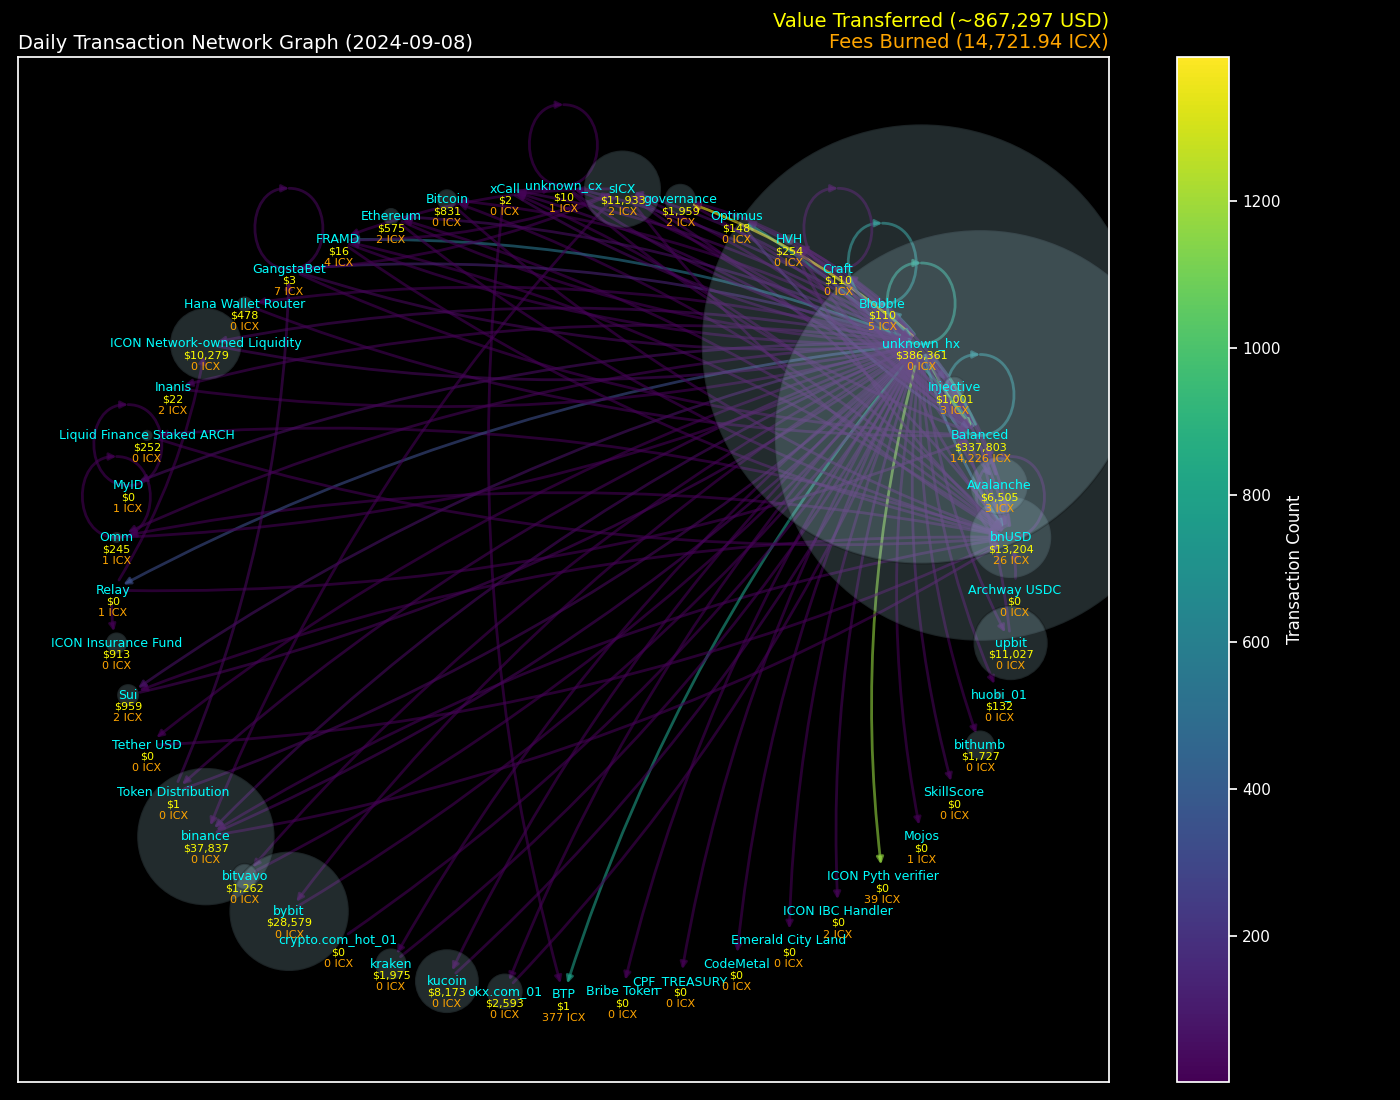 Value Transferred (~867,297 USD)
Daily Transaction Network Graph (2024-09-08)
Fees Burned (14,721.94 ICX)
unknown_cx
$10
1 ICX
xCall
$2
0 ICX
sICX
$11,933
2 ICX
Bitcoin
$831
0 ICX
governance
$1,959
2 ICX
Ethereum
$575
2 ICX
Optimus
$148
0 ICX
FRAMD
$16
4 ICX
HVH
$254
0 ICX
GangstaBet
$3
7 ICX
Craft
$110
0 ICX
Hana Wallet Router
$478
0 ICX
Blobble
$110
5 ICX
ICON Network-owned Liquidity
$10,279
0 ICX
unknown_hx
$386,361
0 ICX
Inanis
$22
2 ICX
Injective
$1,001
3 ICX
Liquid Finance Staked ARCH
$252
0 ICX
Balanced
$337,803
14,226 ICX
MyID
$0
1 ICX
Avalanche
$6,505
3 ICX
Omm
$245
1 ICX
bnUSD
$13,204
26 ICX
Relay
$0
1 ICX
Archway USDC
$0
0 ICX
ICON Insurance Fund
$913
0 ICX
upbit
$11,027
0 ICX
Sui
$959
2 ICX
huobi_01
$132
0 ICX
Tether USD
$0
0 ICX
bithumb
$1,727
0 ICX
Token Distribution
$1
0 ICX
SkillScore
$0
0 ICX
binance
$37,837
0 ICX
Mojos
$0
1 ICX
bitvavo
$1,262
0 ICX
ICON Pyth verifier
$0
39 ICX
bybit
$28,579
0 ICX
ICON IBC Handler
$0
2 ICX
crypto.com_hot_01
$0
0 ICX
Emerald City Land
$0
0 ICX
kraken
$1,975
0 ICX
CodeMetal
$0
0 ICX
kucoin
$8,173
0 ICX
CPF_TREASURY
$0
0 ICX
okx.com_01
$2,593
0 ICX
BTP
$1
377 ICX
Bribe Token
$0
0 ICX
1200
1000
800
600
400
200
Transaction Count